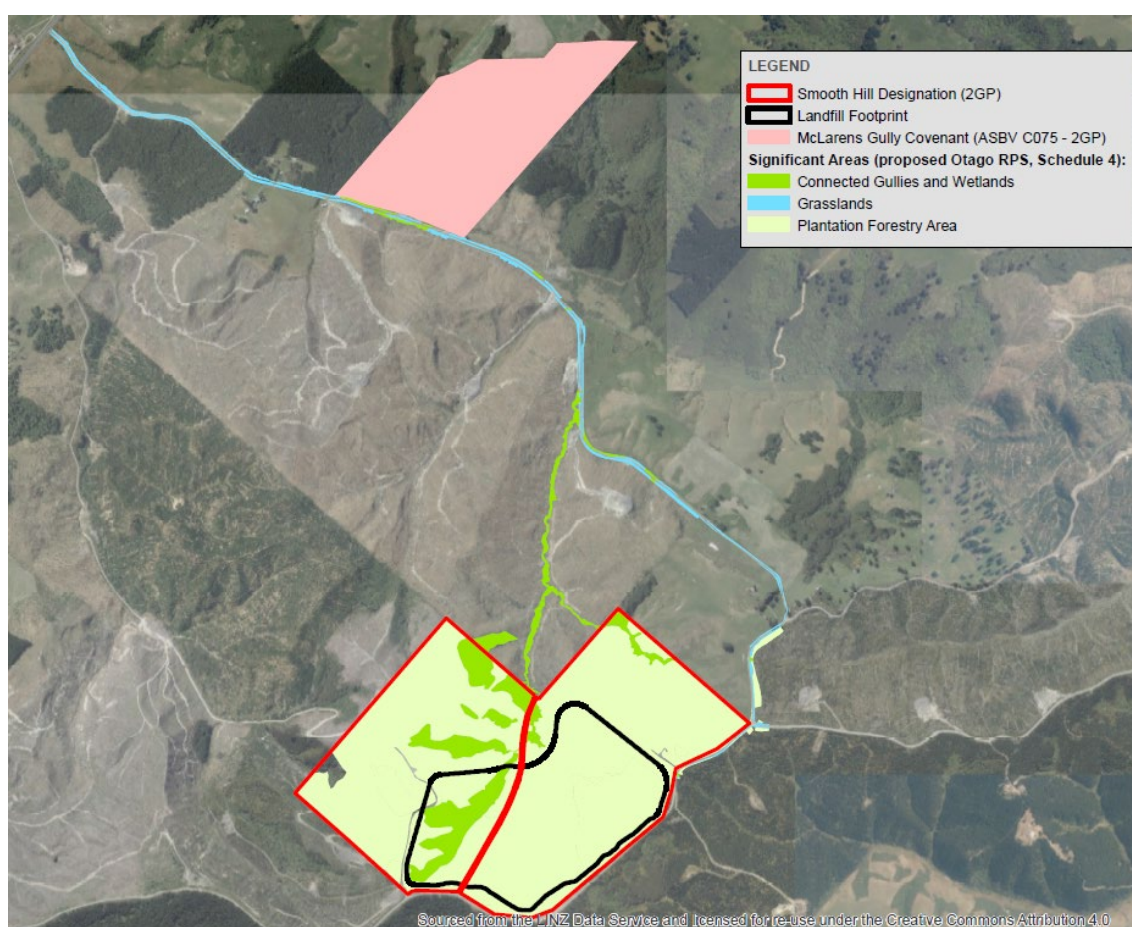 LEGEND
Smooth Hill Designation (2GP)
Landfill Footprint
McLarens Gully Covenant (ASBV C075 - 2GP)
Significant Areas (proposed Otago RPS, Schedule 4):
Connected Gullies and Wetlands
Grasslands
Plantation Forestry Area
Sourced from the LINZ Data Service and licensed for re-use under the Creative Commons Attribution 4.0